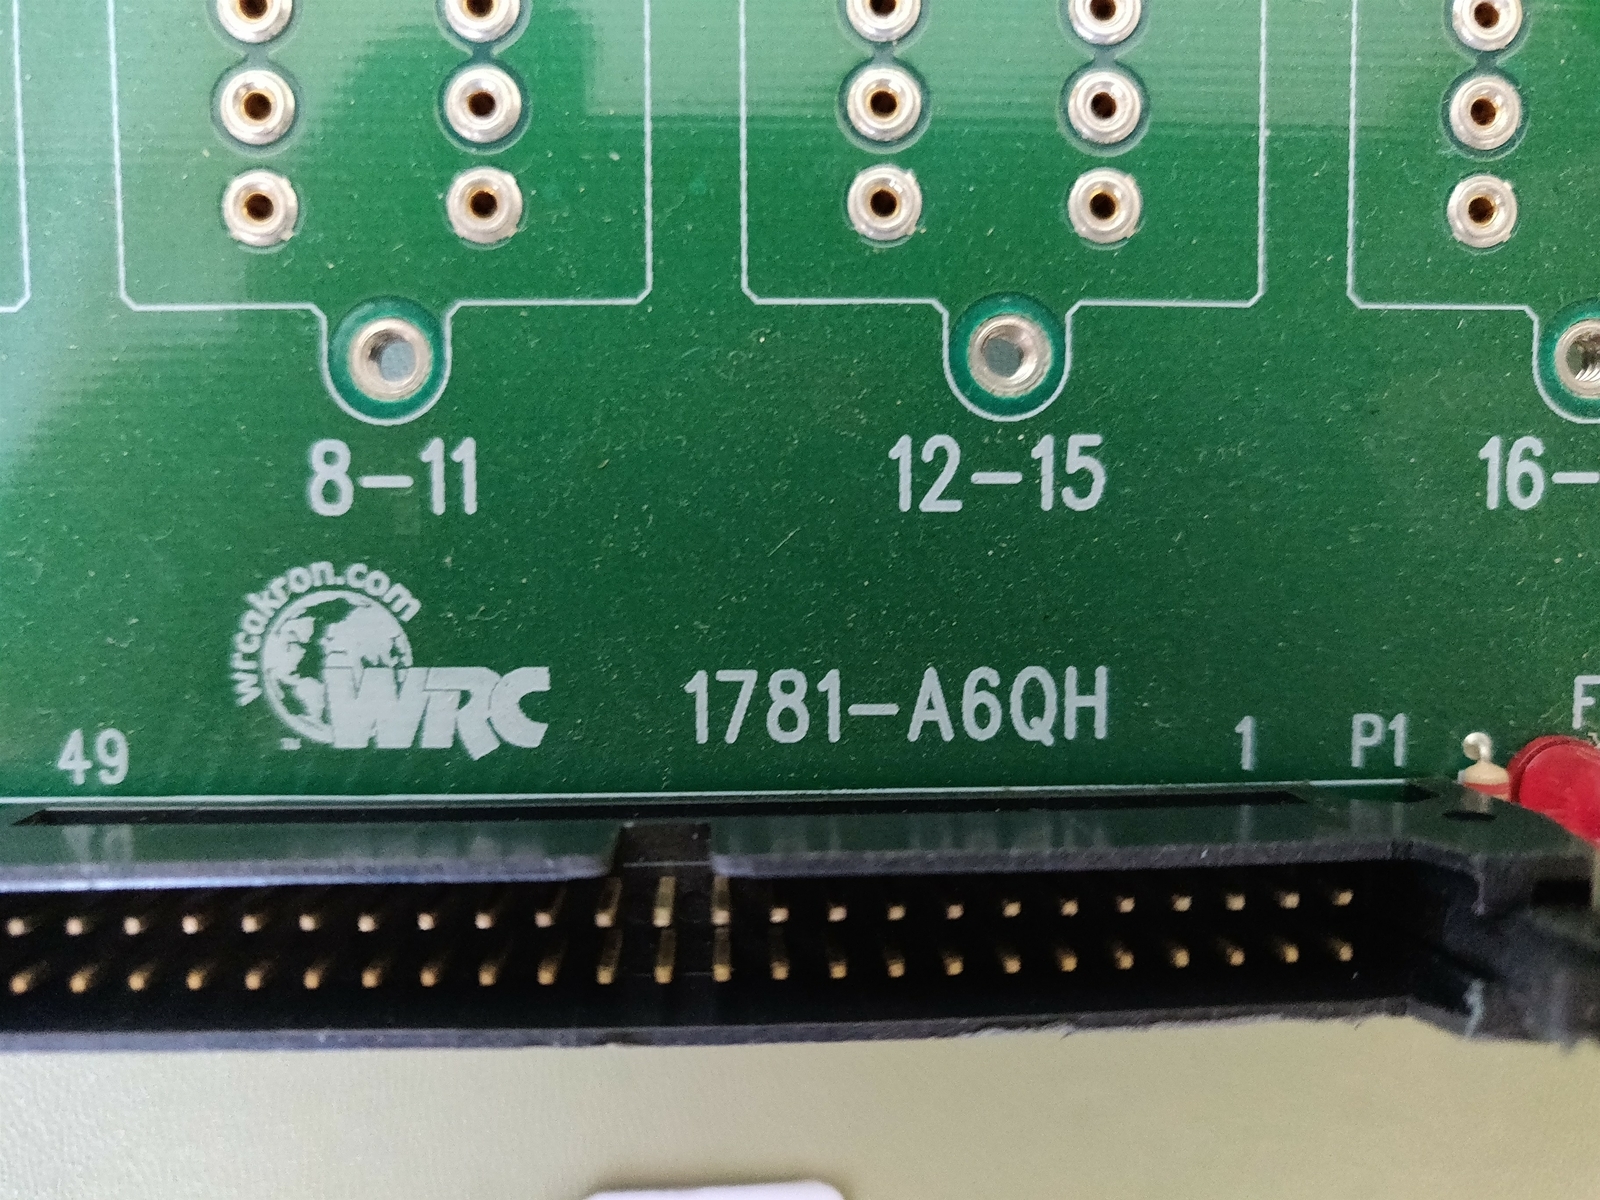 8-11
12-15
16-
wrcakron.com
WRC
1781-A6QH
49
1
P1
F